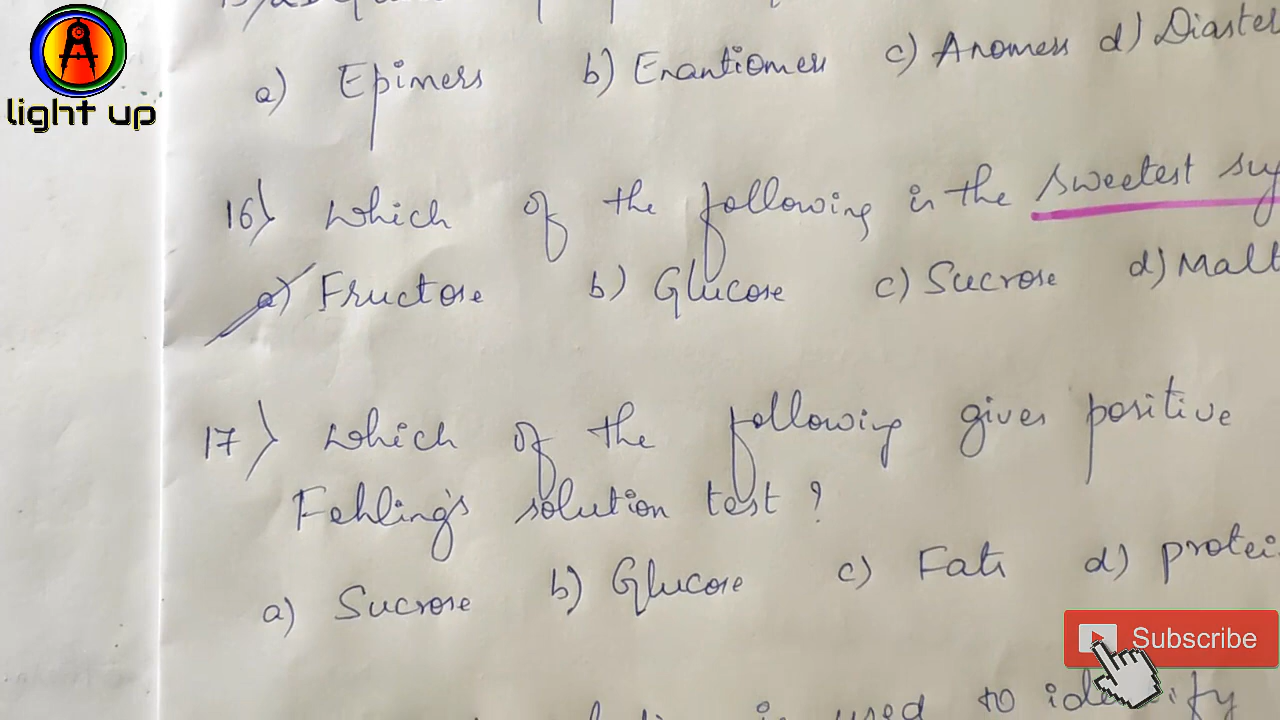 light up
a) Epimers b) Enantiomers c) Anomers d) Diaster
16) Which of the following is the sweetest sug
a) Fructose b) Glucose c) Sucrose d) Malt
17) Which of the following gives positive
Fehling's solution test ?
a) Sucrose b) Glucose c) Fats d) protei
Subscribe
is used to identify